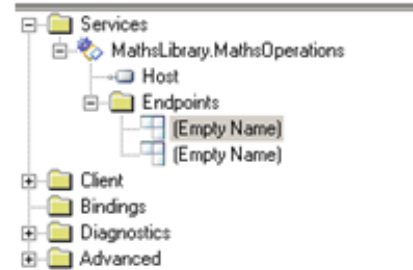 Services
MathsLibrary.MathsOperations
Host
Endpoints
(Empty Name)
(Empty Name)
Client
Bindings
Diagnostics
Advanced